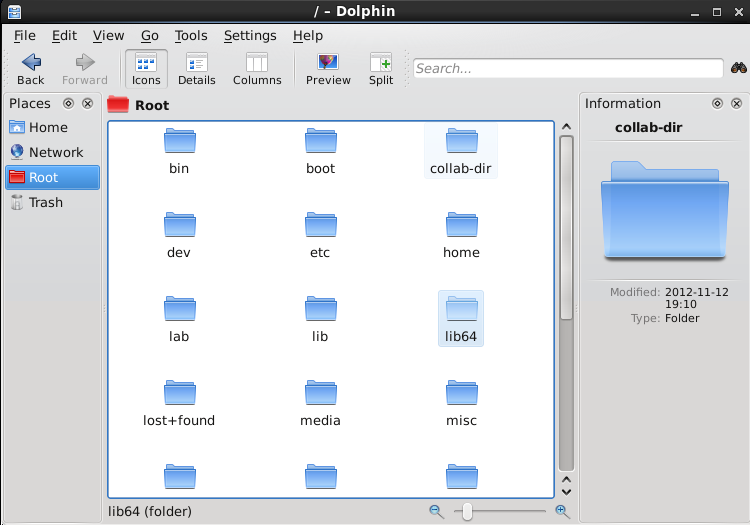 / – Dolphin
File Edit View Go Tools Settings Help
Back Forward Icons Details Columns Preview Split Search...
Places
Home
Network
Root
Trash
Root
bin boot collab-dir
dev etc home
lab lib lib64
lost+found media misc
lib64 (folder)
Information
collab-dir
Modified: 2012-11-12
19:10
Type: Folder